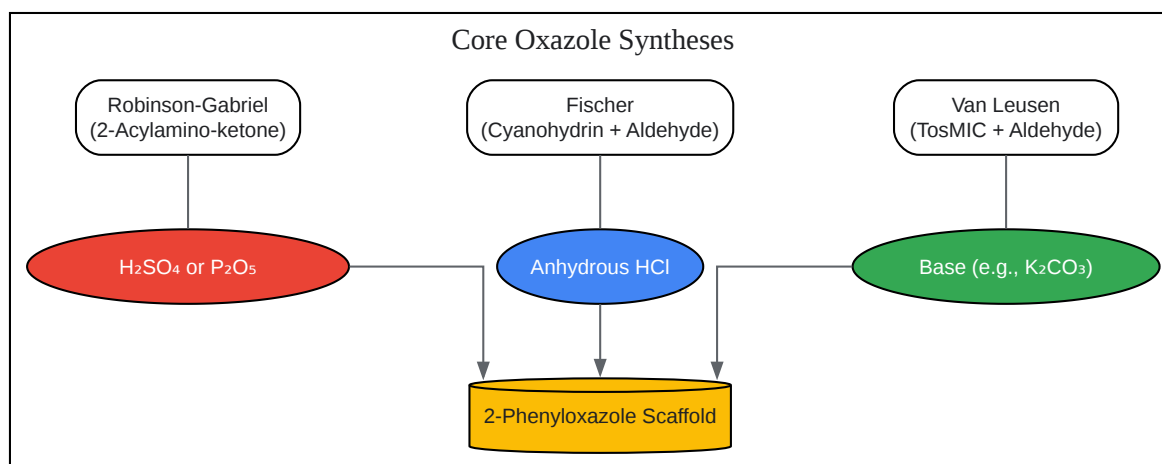 Core Oxazole Syntheses
Robinson-Gabriel
(2-Acylamino-ketone)
Fischer
(Cyanohydrin + Aldehyde)
Van Leusen
(TosMIC + Aldehyde)
H₂SO₄ or P₂O₅
Anhydrous HCl
Base (e.g., K₂CO₃)
2-Phenyloxazole Scaffold